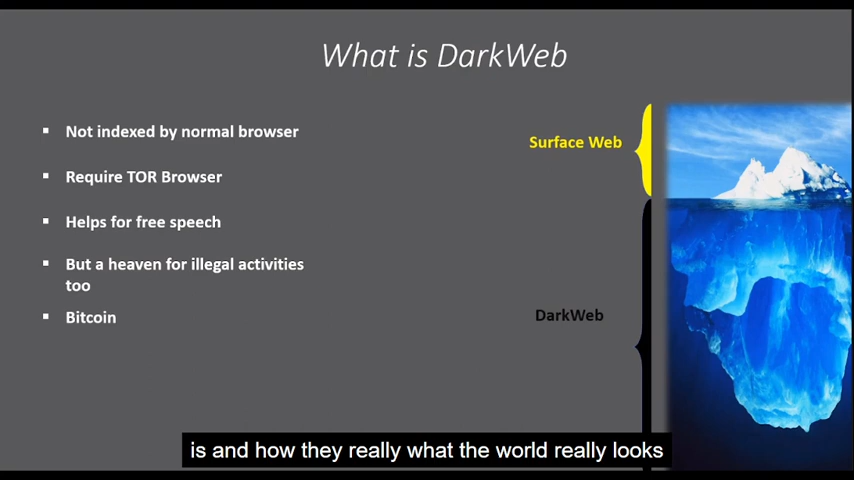 What is DarkWeb
Not indexed by normal browser
Require TOR Browser
Helps for free speech
But a heaven for illegal activities
too
Bitcoin
Surface Web
DarkWeb
is and how they really what the world really looks